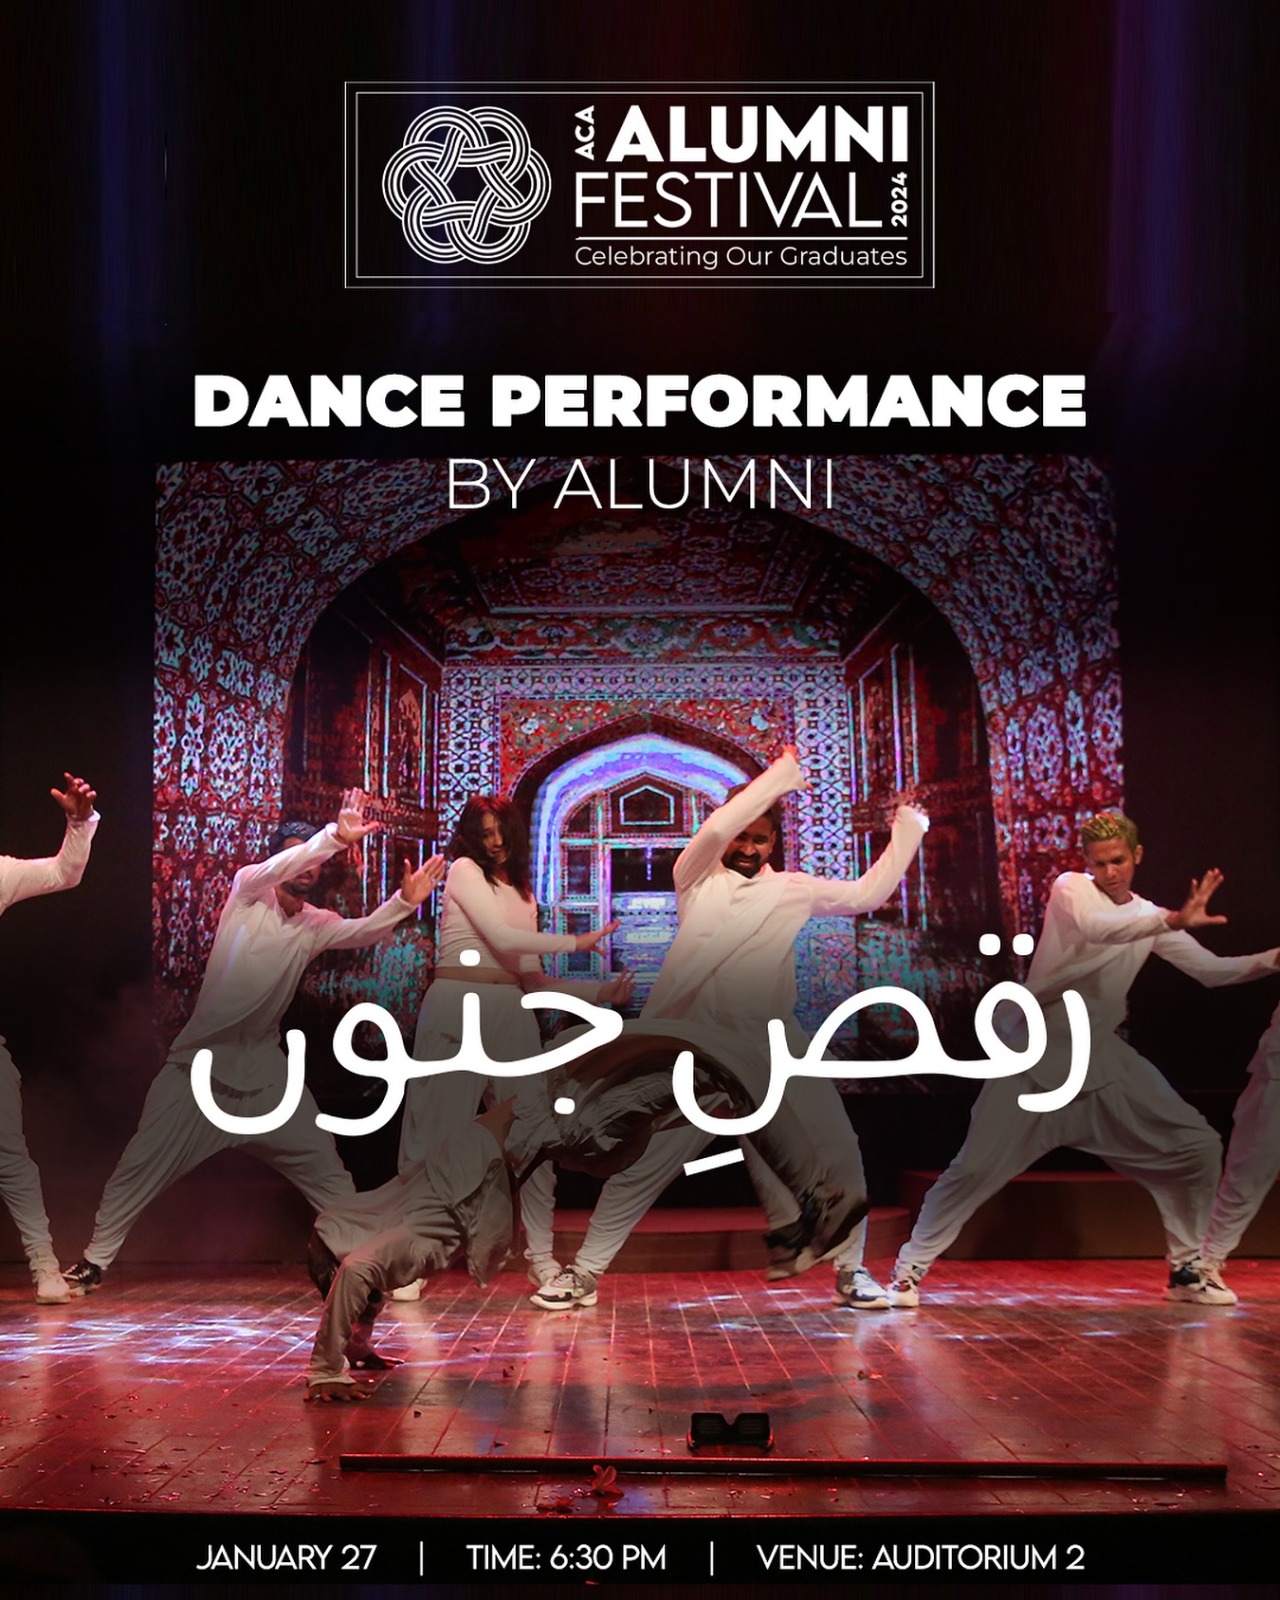 ACA ALUMNI
FESTIVAL 2024
Celebrating Our Graduates
DANCE PERFORMANCE
BY ALUMNI
رقصِ جنوں
JANUARY 27 | TIME: 6:30 PM | VENUE: AUDITORIUM 2